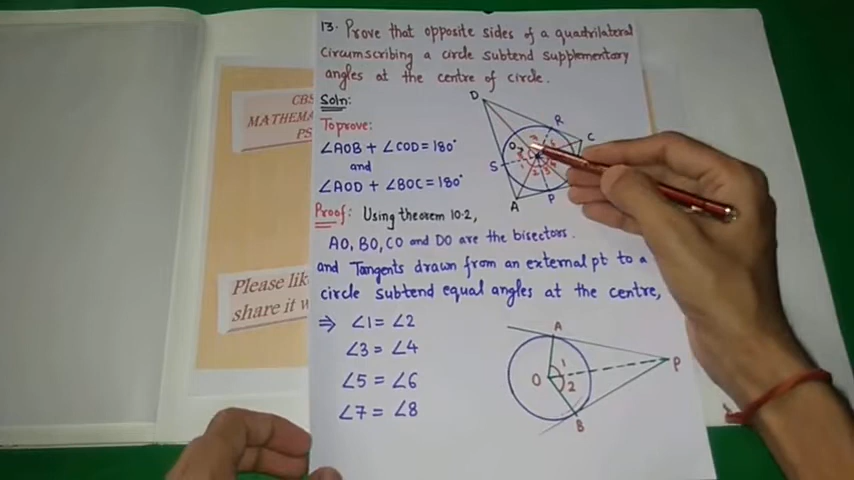 13. Prove that opposite sides of a quadrilateral
Circumscribing a circle subtend supplementary
angles at the centre of circle.
Soln:
To prove:
∠AOB + ∠COD = 180°
and
∠AOD + ∠BOC = 180°
Proof: Using theorem 10.2,
AO, BO, CO and DO are the bisectors.
and Tangents drawn from an external pt to a
circle subtend equal angles at the centre,
⇒ ∠1 = ∠2
∠3 = ∠4
∠5 = ∠6
∠7 = ∠8
D
R
C
S
O
A
P
A
O
1
2
P
B
CBS
MATHEMA
Please lik
share it w